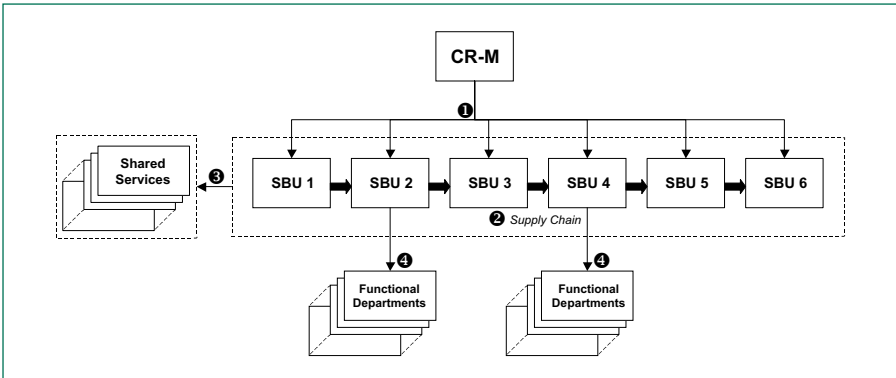 CR-M
❶
Shared
Services
❸
SBU 1
SBU 2
SBU 3
SBU 4
SBU 5
SBU 6
❷ Supply Chain
❹
❹
Functional
Departments
Functional
Departments